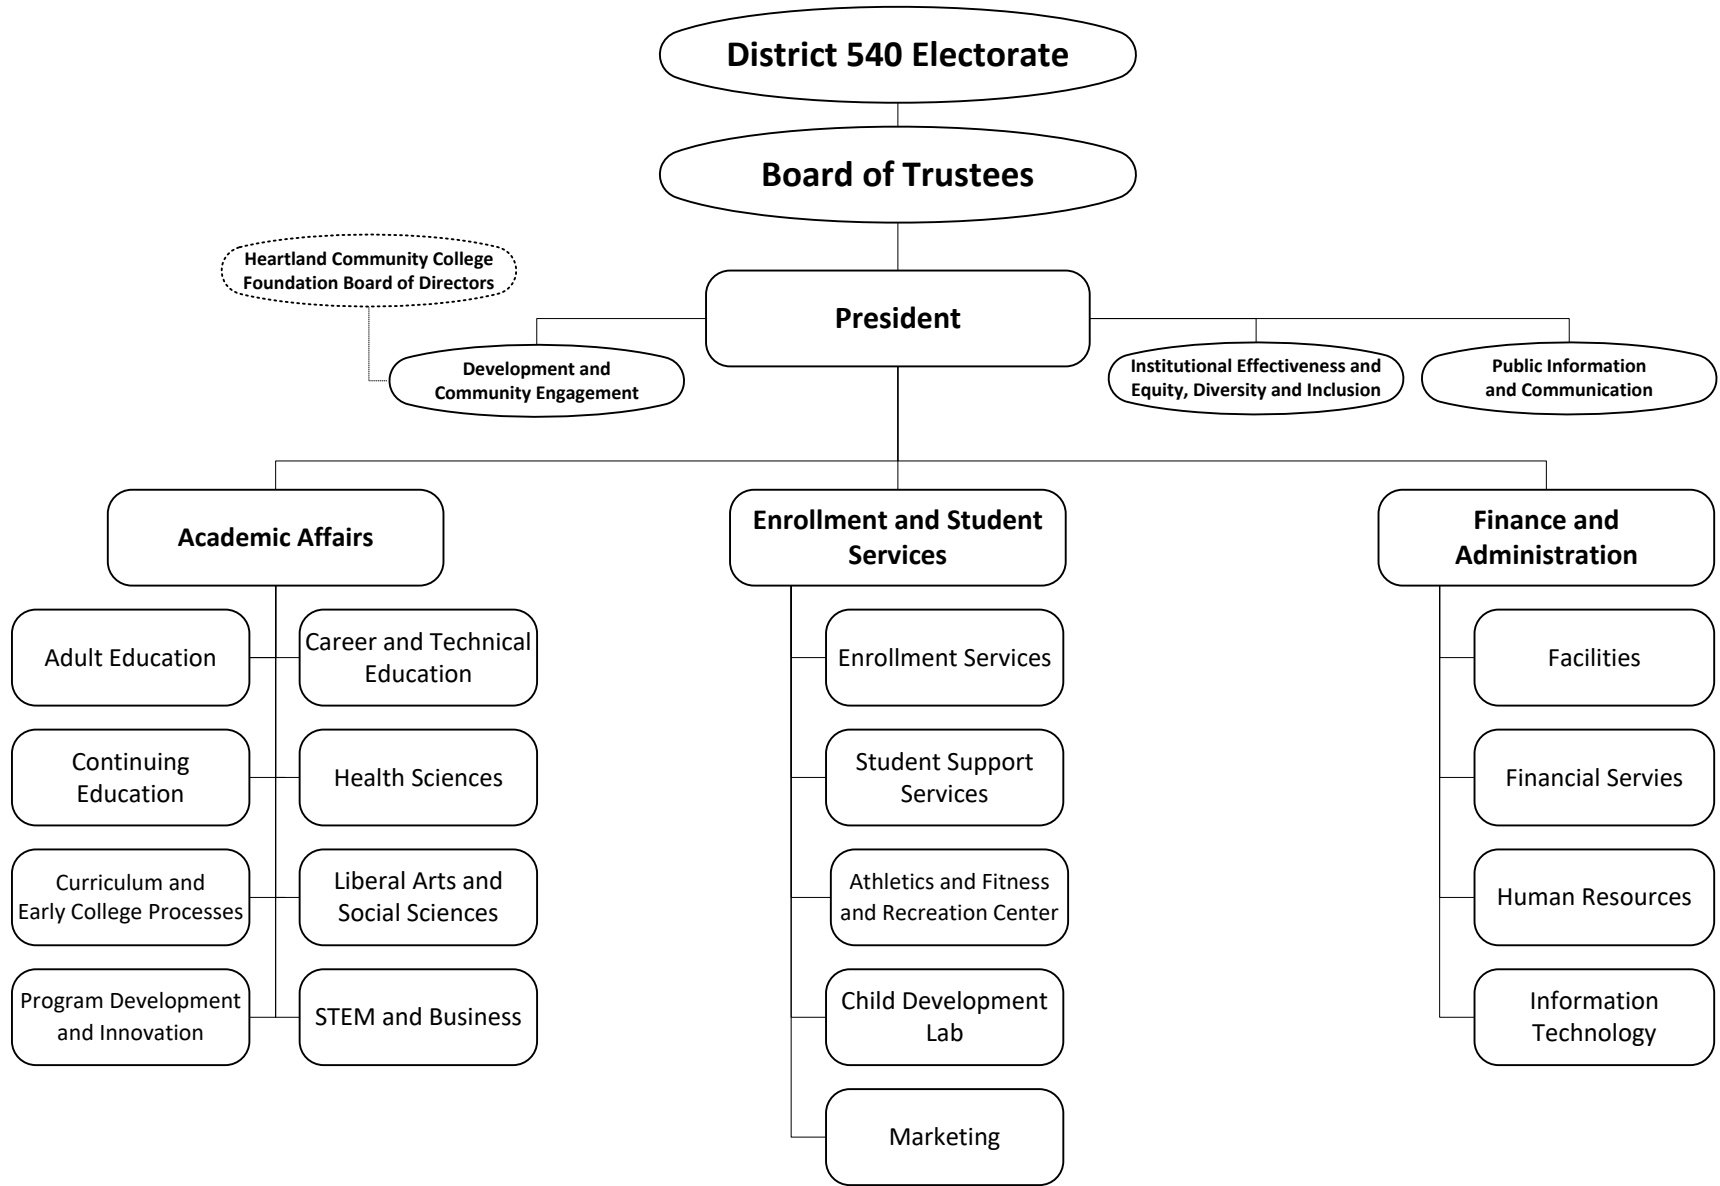 District 540 Electorate
Board of Trustees
Heartland Community College
Foundation Board of Directors
President
Development and
Community Engagement
Institutional Effectiveness and
Equity, Diversity and Inclusion
Public Information
and Communication
Academic Affairs
Enrollment and Student
Services
Finance and
Administration
Adult Education
Career and Technical
Education
Continuing
Education
Health Sciences
Curriculum and
Early College Processes
Liberal Arts and
Social Sciences
Program Development
and Innovation
STEM and Business
Enrollment Services
Student Support
Services
Athletics and Fitness
and Recreation Center
Child Development
Lab
Marketing
Facilities
Financial Servies
Human Resources
Information
Technology